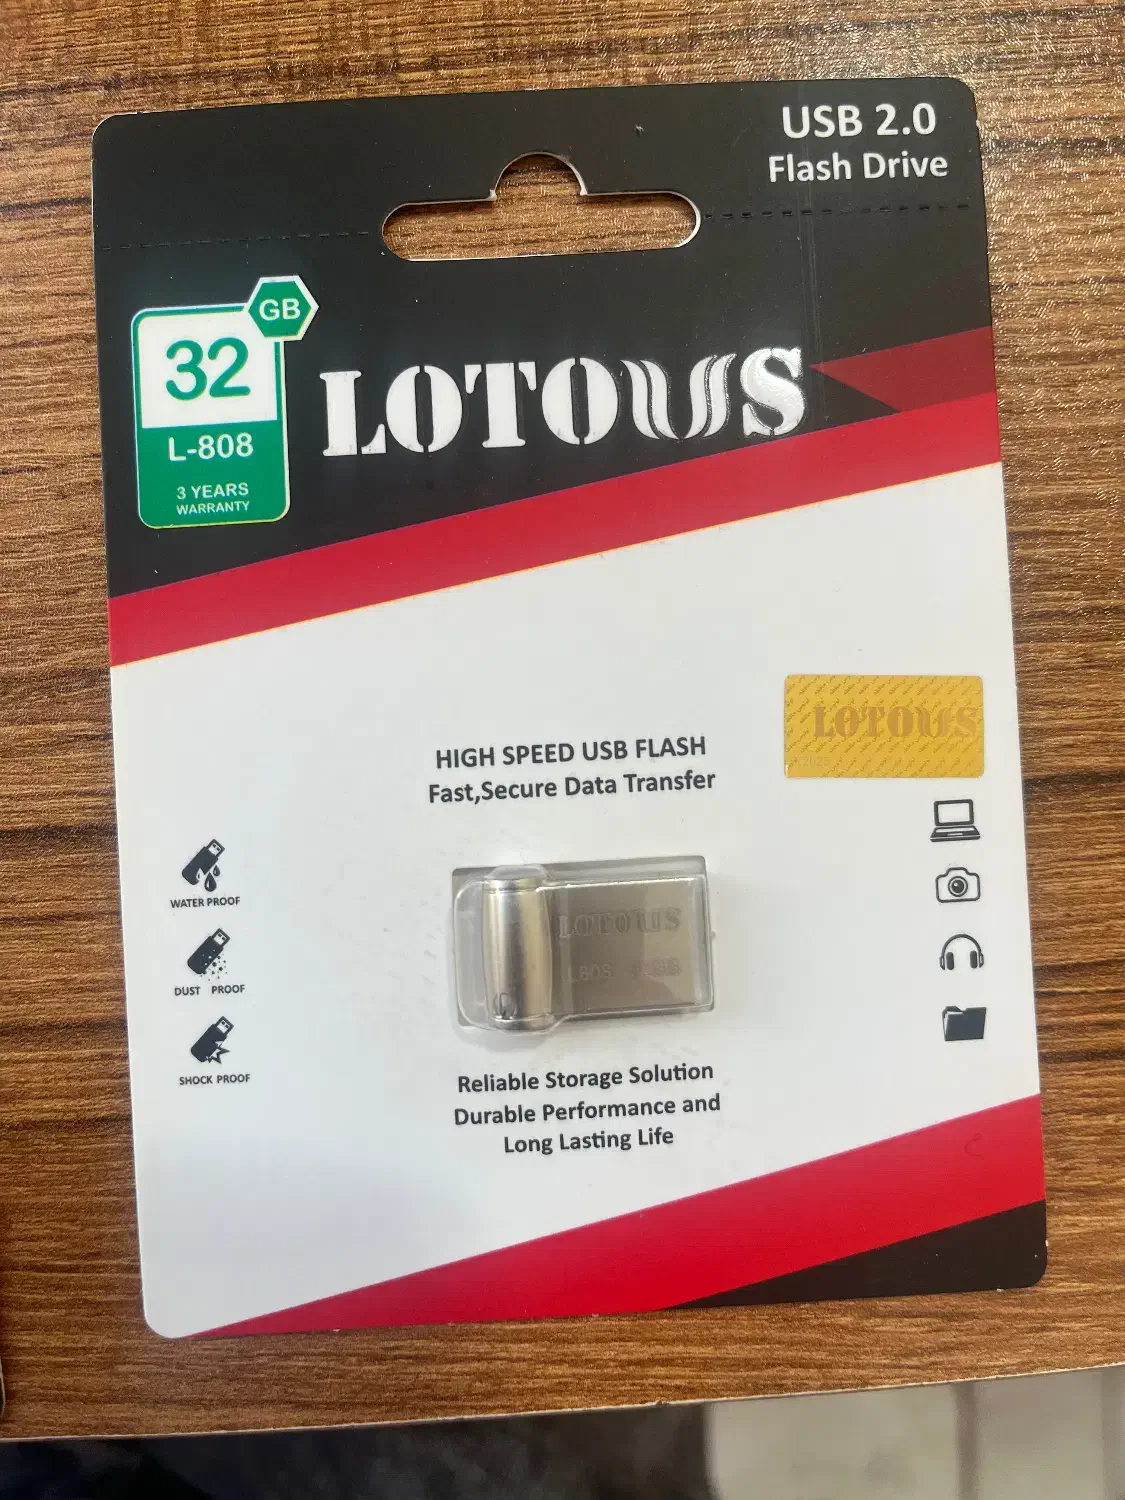 USB 2.0
Flash Drive
GB
32
L-808
3 YEARS
WARRANTY
LOTOUS
HIGH SPEED USB FLASH
Fast,Secure Data Transfer
LOTOUS
2025
WATER PROOF
DUST PROOF
SHOCK PROOF
LOTOUS
L808
Reliable Storage Solution
Durable Performance and
Long Lasting Life